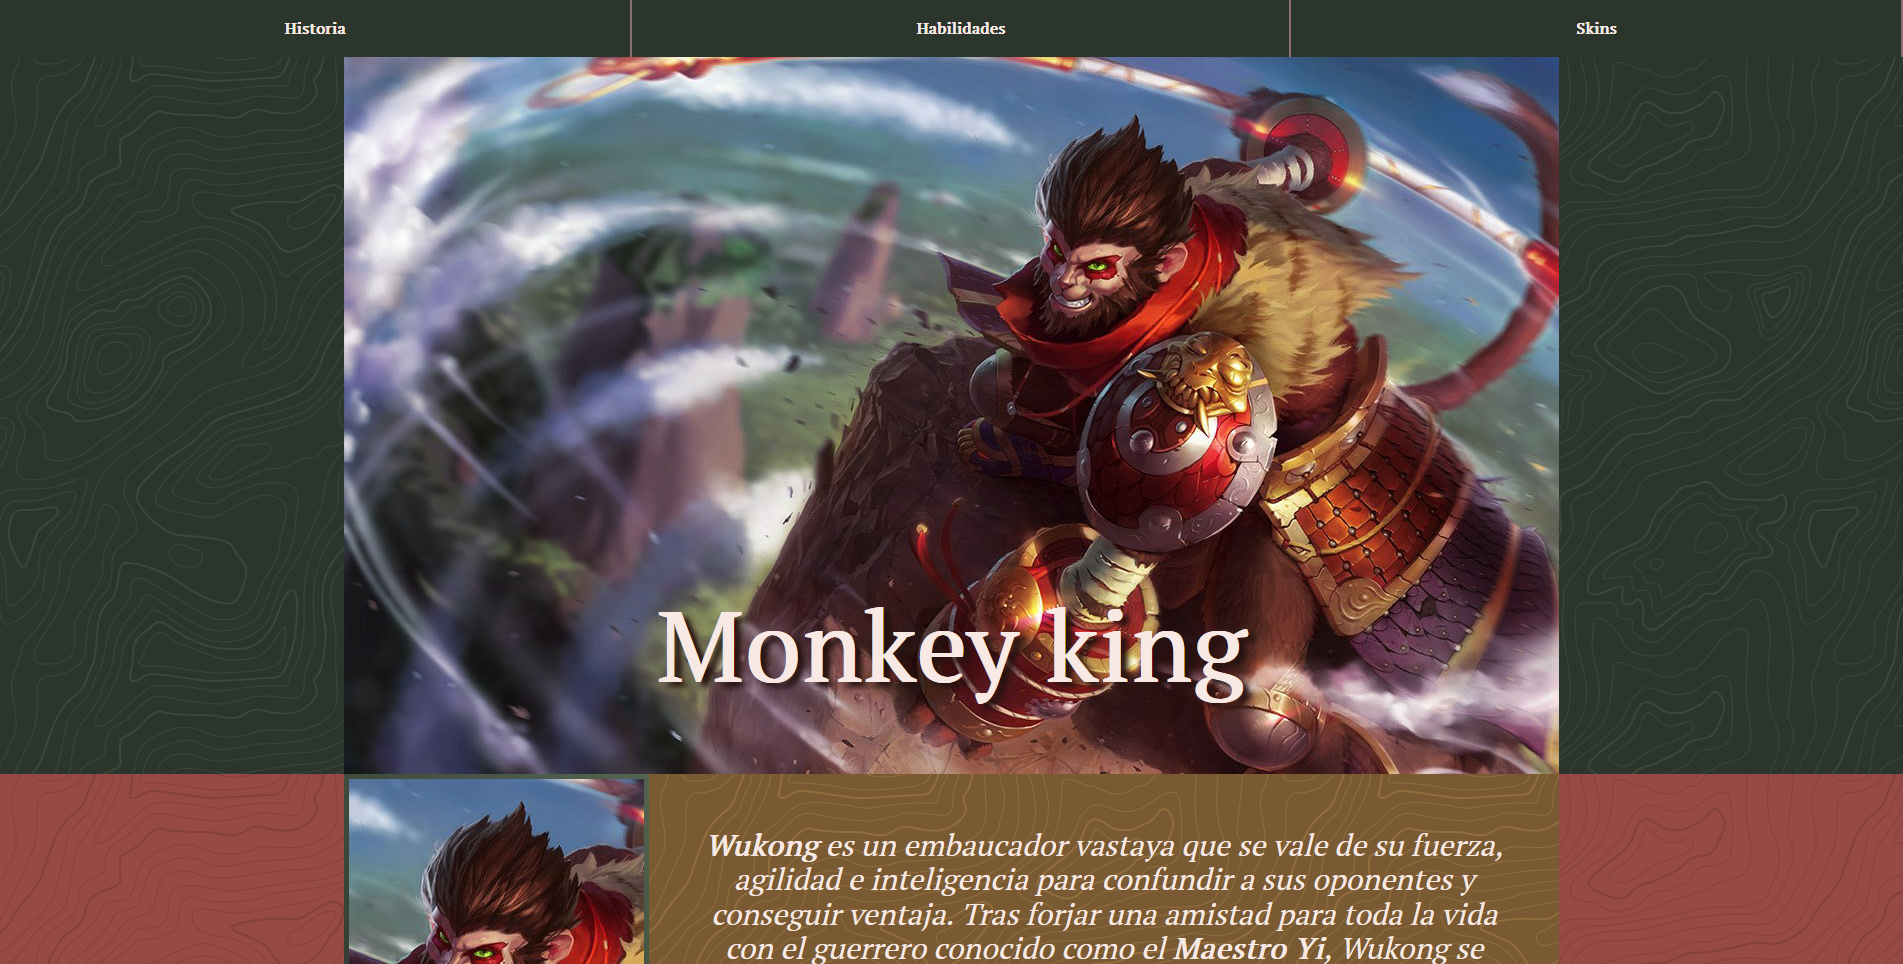 Historia
Habilidades
Skins
Monkey king
Wukong es un embaucador vastaya que se vale de su fuerza,
agilidad e inteligencia para confundir a sus oponentes y
conseguir ventaja. Tras forjar una amistad para toda la vida
con el guerrero conocido como el Maestro Yi, Wukong se